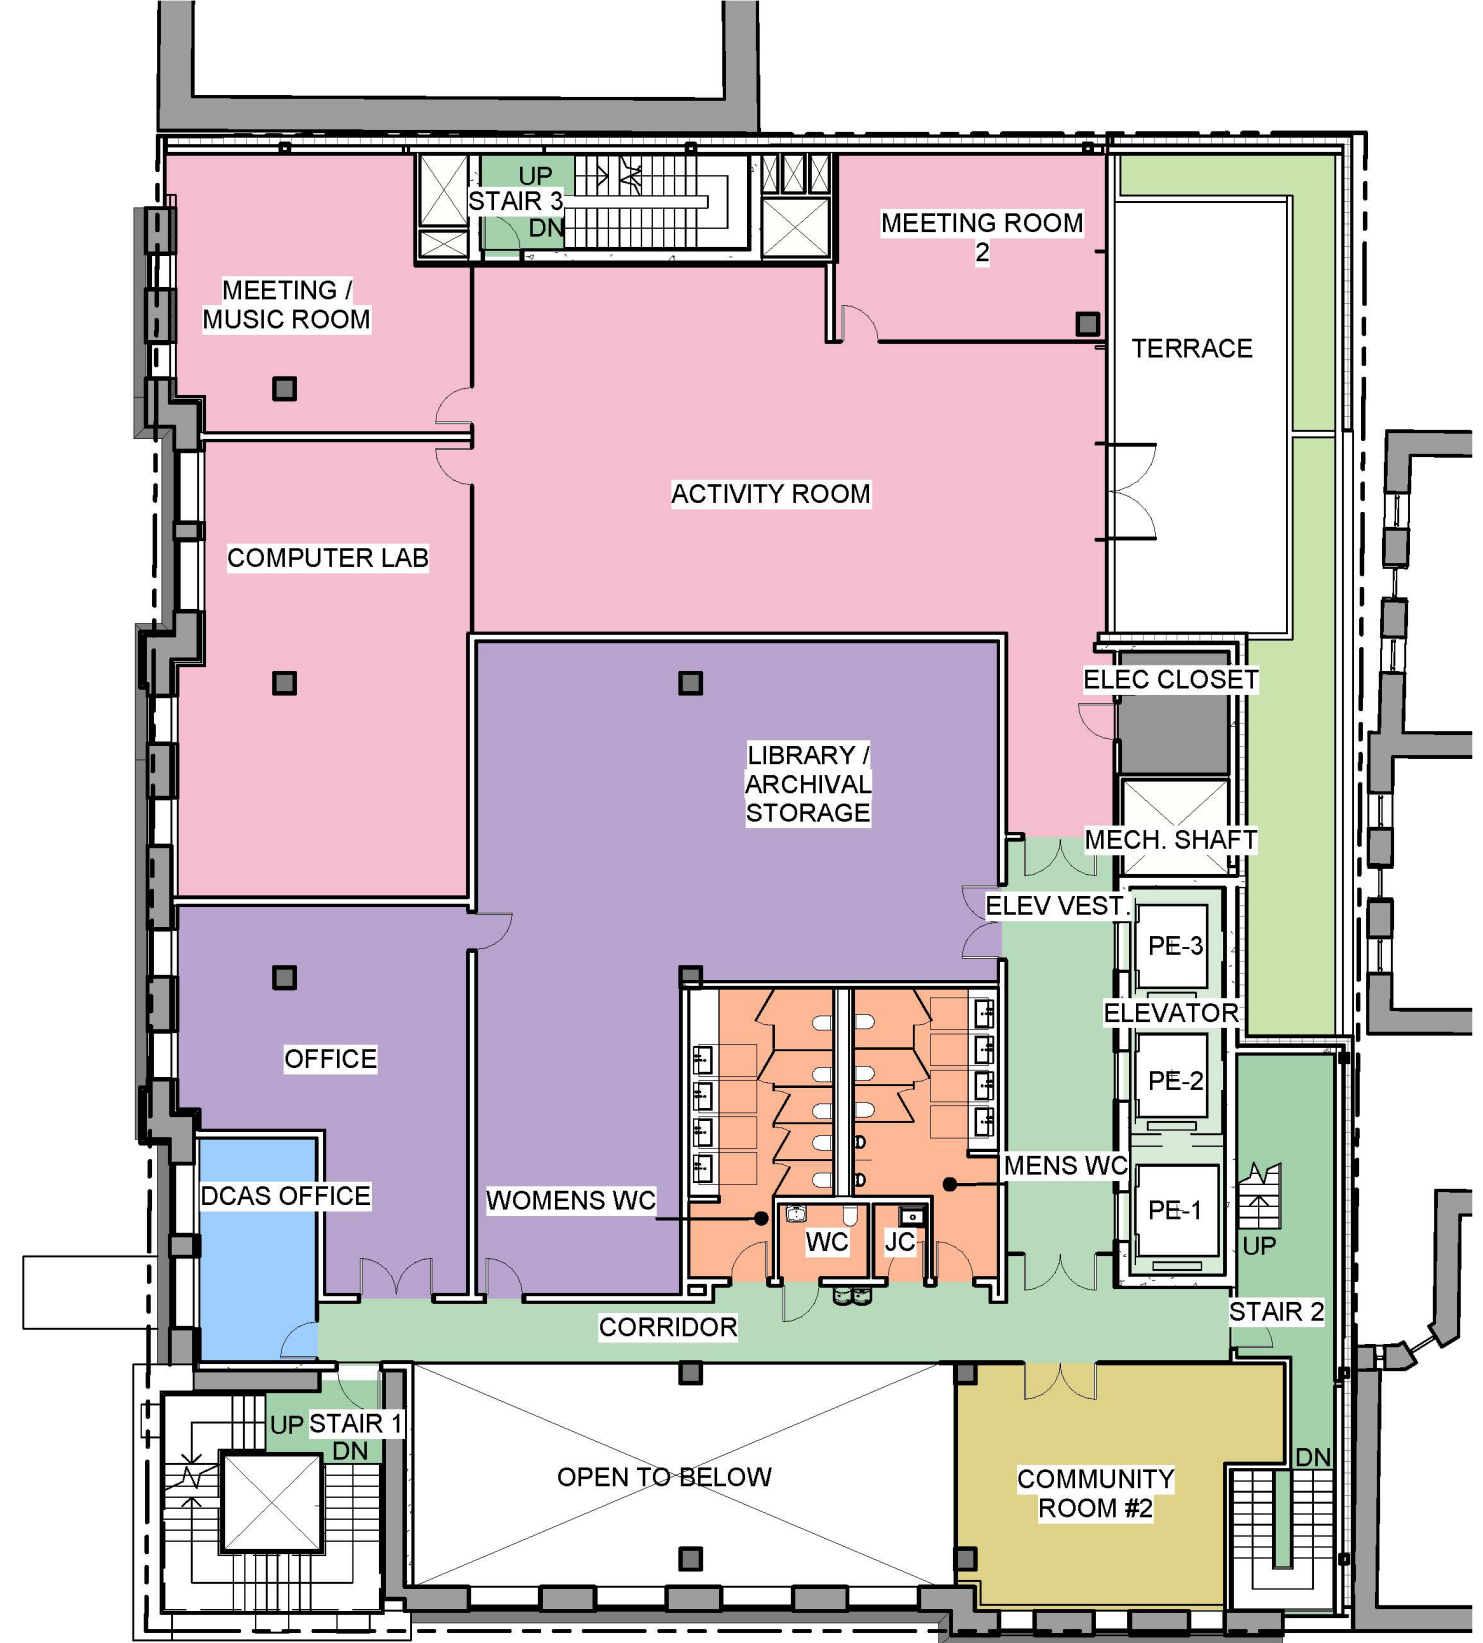 UP
STAIR 3
DN
MEETING ROOM
2
MEETING /
MUSIC ROOM
TERRACE
ACTIVITY ROOM
COMPUTER LAB
ELEC CLOSET
LIBRARY /
ARCHIVAL
STORAGE
MECH. SHAFT
ELEV VEST.
PE-3
ELEVATOR
OFFICE
PE-2
MENS WC
DCAS OFFICE
WOMENS WC
PE-1
WC
JC
UP
STAIR 2
CORRIDOR
UP
STAIR 1
DN
DN
OPEN TO BELOW
COMMUNITY
ROOM #2